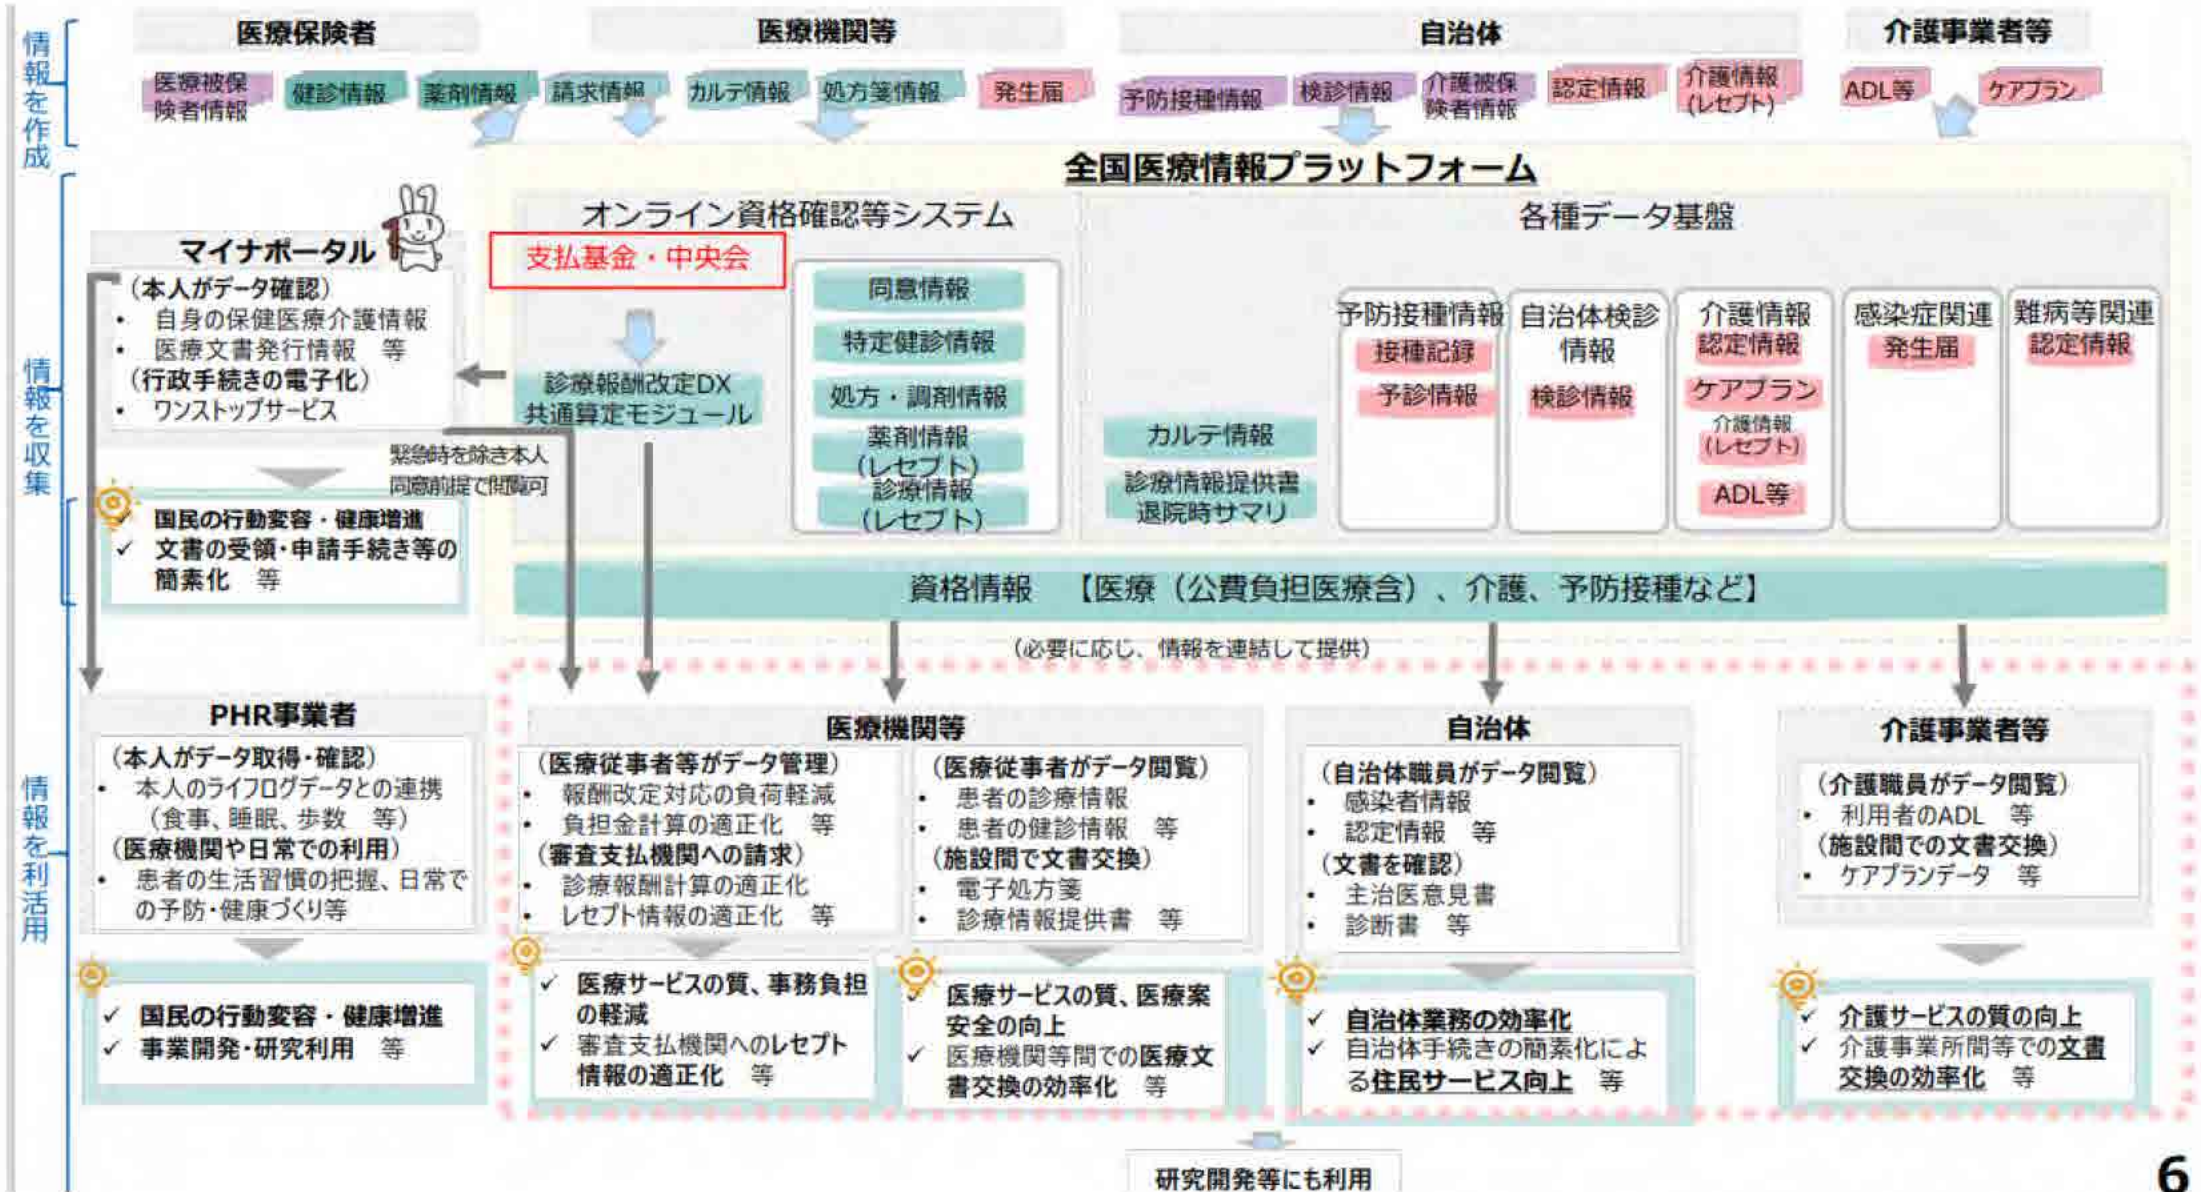 情報を作成
医療保険者
医療機関等
自治体
介護事業者等
医療被保
険者情報
健診情報
薬剤情報
請求情報
カルテ情報
処方箋情報
発生届
予防接種情報
検診情報
介護被保
険者情報
認定情報
介護情報
(レセプト)
ADL等
ケアプラン
情報を収集
全国医療情報プラットフォーム
マイナポータル
(本人がデータ確認)
・ 自身の保健医療介護情報
・ 医療文書発行情報 等
(行政手続きの電子化)
・ ワンストップサービス
緊急時を除き本人
同意前提で閲覧可
国民の行動変容・健康増進
✓ 文書の受領・申請手続き等の
簡素化 等
オンライン資格確認等システム
支払基金・中央会
診療報酬改定DX
共通算定モジュール
同意情報
特定健診情報
処方・調剤情報
薬剤情報
(レセプト)
診療情報
(レセプト)
各種データ基盤
カルテ情報
診療情報提供書
退院時サマリ
予防接種情報
接種記録
予診情報
自治体検診
情報
検診情報
介護情報
認定情報
ケアプラン
介護情報
(レセプト)
ADL等
感染症関連
発生届
難病等関連
認定情報
資格情報 【医療(公費負担医療含)、介護、予防接種など】
(必要に応じ、情報を連結して提供)
情報を利活用
PHR事業者
(本人がデータ取得・確認)
・ 本人のライフログデータとの連携
(食事、睡眠、歩数 等)
(医療機関や日常での利用)
・ 患者の生活習慣の把握、日常で
の予防・健康づくり等
✓ 国民の行動変容・健康増進
✓ 事業開発・研究利用 等
医療機関等
(医療従事者等がデータ管理)
・ 報酬改定対応の負荷軽減
・ 負担金計算の適正化 等
(審査支払機関への請求)
・ 診療報酬計算の適正化
・ レセプト情報の適正化 等
✓ 医療サービスの質、事務負担
の軽減
✓ 審査支払機関へのレセプト
情報の適正化 等
(医療従事者がデータ閲覧)
・ 患者の診療情報
・ 患者の健診情報 等
(施設間で文書交換)
・ 電子処方箋
・ 診療情報提供書 等
✓ 医療サービスの質、医療案
安全の向上
✓ 医療機関等間での医療文
書交換の効率化 等
自治体
(自治体職員がデータ閲覧)
・ 感染者情報
・ 認定情報 等
(文書を確認)
・ 主治医意見書
・ 診断書 等
✓ 自治体業務の効率化
✓ 自治体手続きの簡素化によ
る住民サービス向上 等
介護事業者等
(介護職員がデータ閲覧)
・ 利用者のADL 等
(施設間での文書交換)
・ ケアプランデータ 等
✓ 介護サービスの質の向上
✓ 介護事業所間等での文書
交換の効率化 等
研究開発等にも利用
6